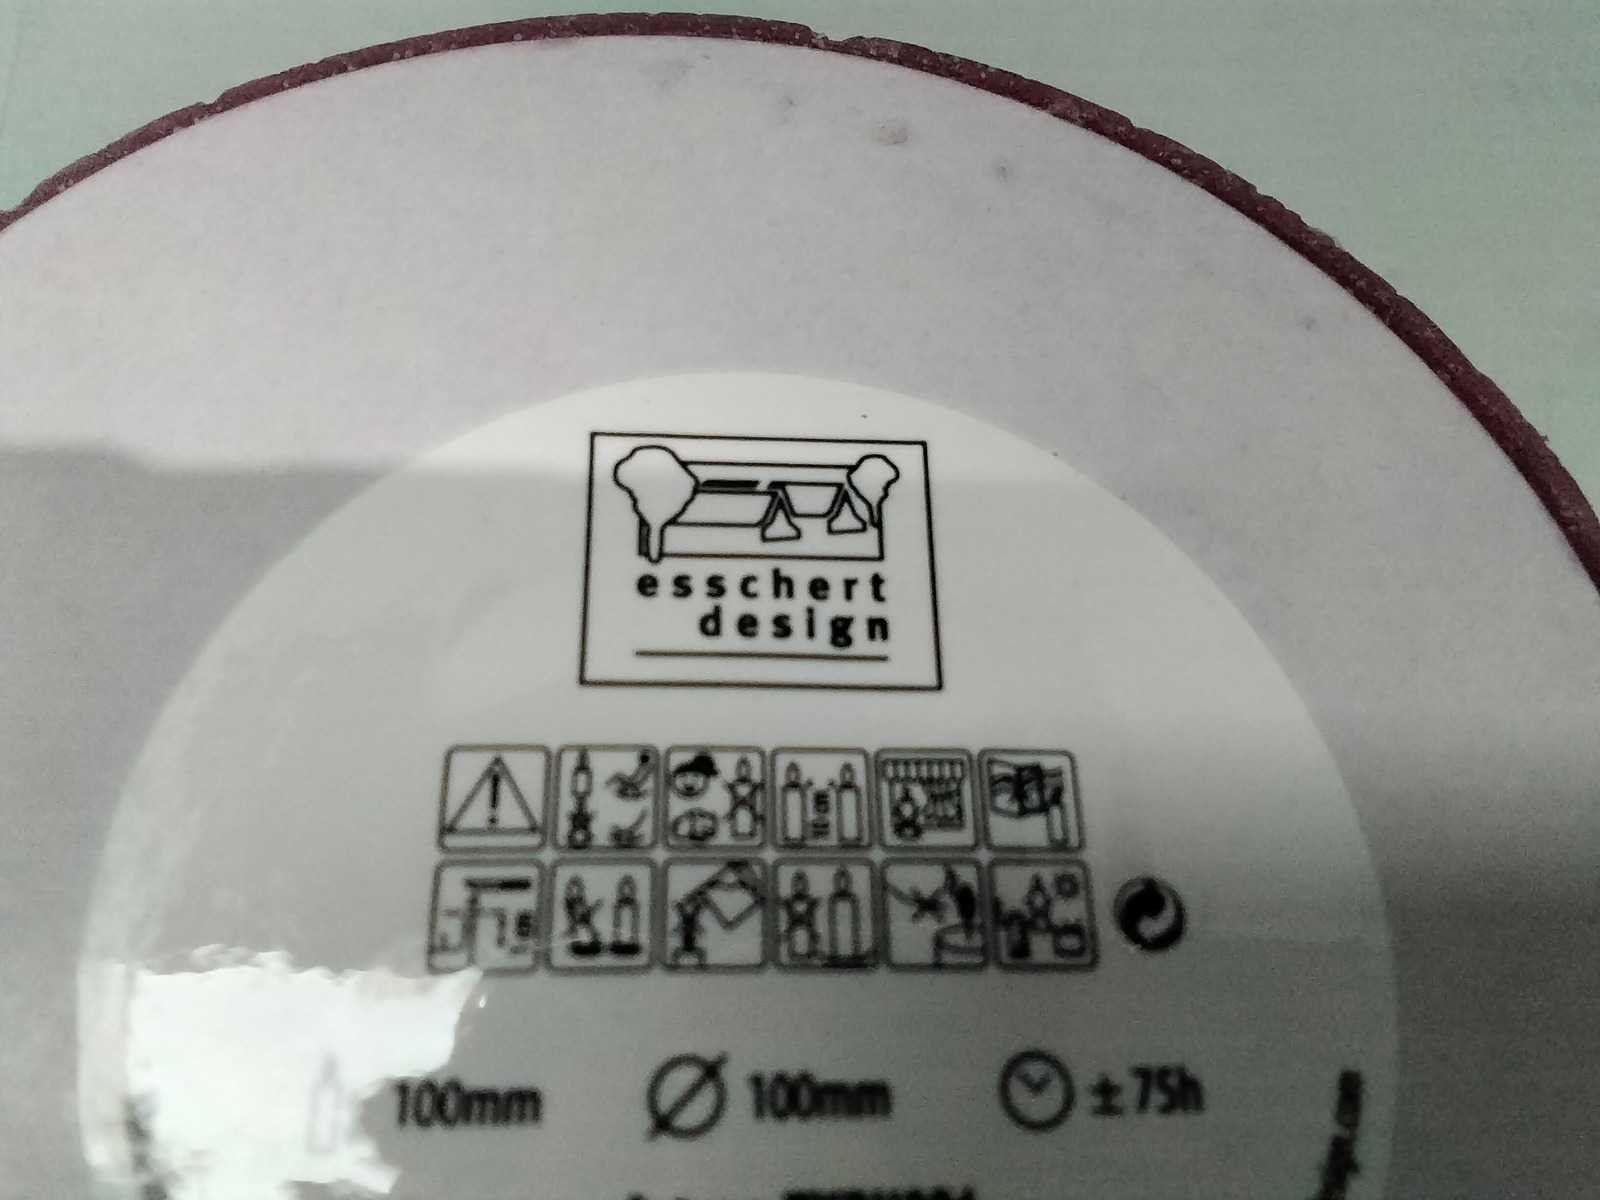 esschert
design
100mm
100mm
± 75h